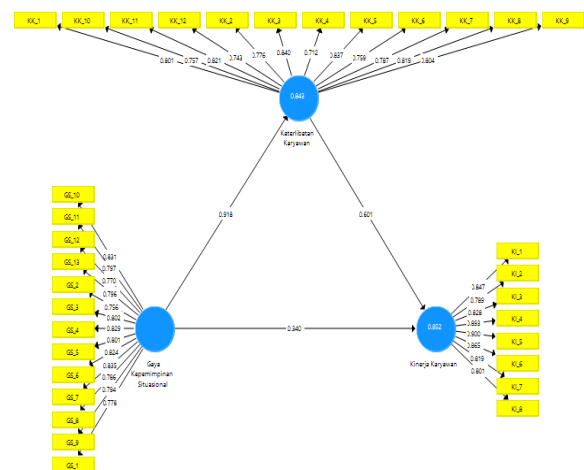 KK_1 KK_10 KK_11 KK_12 KK_2 KK_3 KK_4 KK_5 KK_6 KK_7 KK_8 KK_9
0.801 0.757 0.821 0.743 0.776 0.840 0.712 0.837 0.759 0.787 0.819 0.804
0.843
Keterlibatan
Karyawan
0.918
0.601
GS_10
GS_11
GS_12
GS_13
GS_2
GS_3
GS_4
GS_5
GS_6
GS_7
GS_8
GS_9
GS_1
0.831
0.797
0.770
0.796
0.756
0.802
0.829
0.801
0.824
0.835
0.786
0.794
0.778
Gaya
Kepemimpinan
Situasional
0.340
0.852
Kinerja Karyawan
0.847
0.789
0.828
0.893
0.900
0.865
0.819
0.801
KI_1
KI_2
KI_3
KI_4
KI_5
KI_6
KI_7
KI_8